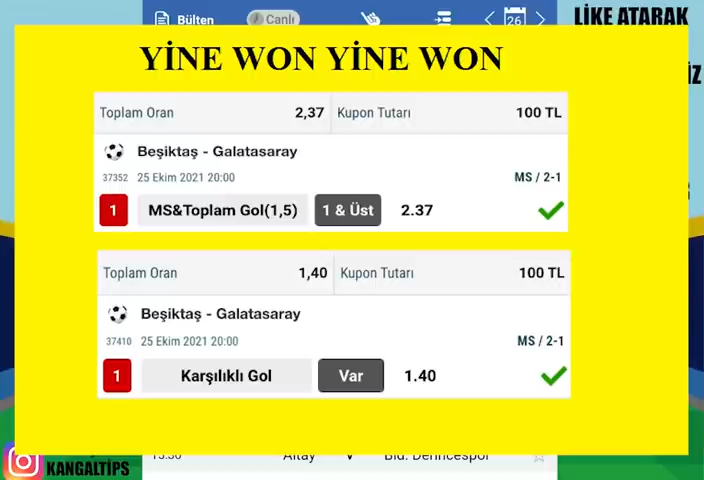 Bülten Canlı 26 LİKE ATARAK
İZ
YİNE WON YİNE WON
Toplam Oran 2,37 Kupon Tutarı 100 TL
Beşiktaş - Galatasaray
37352 25 Ekim 2021 20:00 MS / 2-1
1 MS&Toplam Gol(1,5) 1 & Üst 2.37
Toplam Oran 1,40 Kupon Tutarı 100 TL
Beşiktaş - Galatasaray
37410 25 Ekim 2021 20:00 MS / 2-1
1 Karşılıklı Gol Var 1.40
Altay Bld. Derincespor
KANGALTİPS